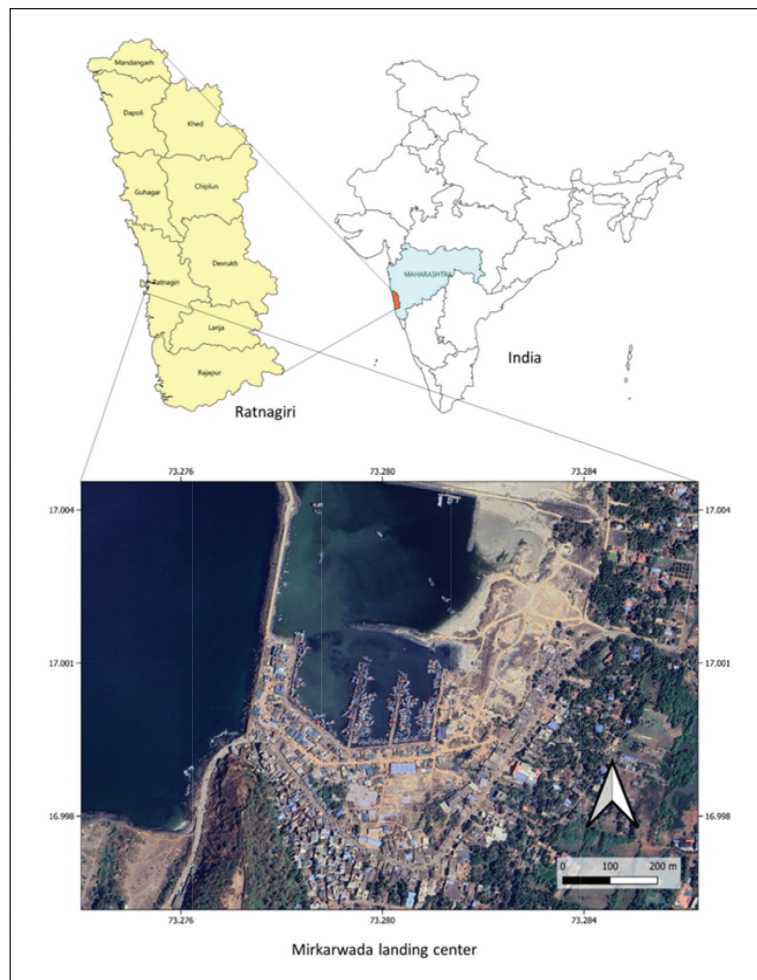 Mandangarh
Dapoli
Khed
Guhagar
Chiplun
Ratnagiri
Devrukh
Lanja
Rajapur
Ratnagiri
MAHARASHTRA
India
73.276 73.280 73.284
17.004 17.004
17.001 17.001
16.998 16.998
0 100 200 m
73.276 73.280 73.284
Mirkarwada landing center